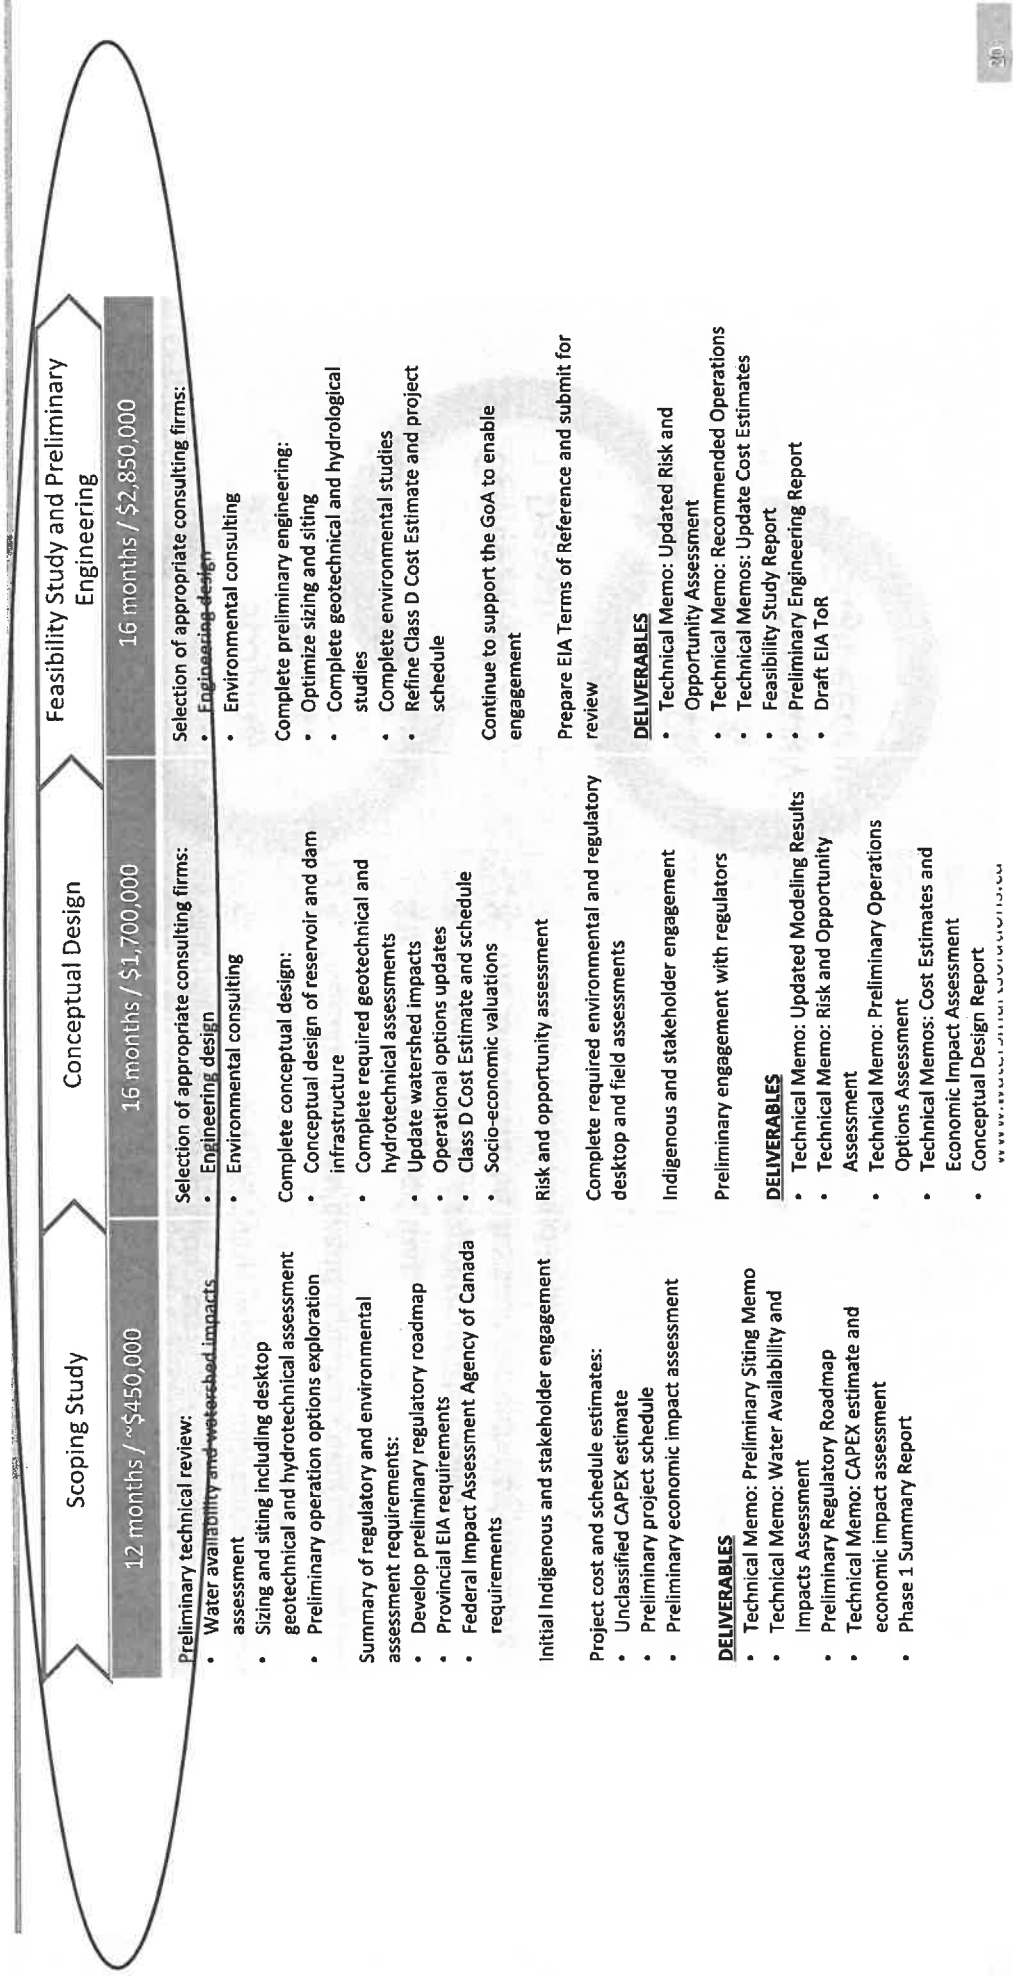 Scoping Study
12 months / ~$450,000
Preliminary technical review:
• Water availability and watershed impacts
assessment
• Sizing and siting including desktop
geotechnical and hydrotechnical assessment
• Preliminary operation options exploration
Summary of regulatory and environmental
assessment requirements:
• Develop preliminary regulatory roadmap
• Provincial EIA requirements
• Federal Impact Assessment Agency of Canada
requirements
Initial Indigenous and stakeholder engagement
Project cost and schedule estimates:
• Unclassified CAPEX estimate
• Preliminary project schedule
• Preliminary economic impact assessment
DELIVERABLES
• Technical Memo: Preliminary Siting Memo
• Technical Memo: Water Availability and
Impacts Assessment
• Preliminary Regulatory Roadmap
• Technical Memo: CAPEX estimate and
economic impact assessment
• Phase 1 Summary Report
Conceptual Design
16 months / $1,700,000
Selection of appropriate consulting firms:
• Engineering design
• Environmental consulting
Complete conceptual design:
• Conceptual design of reservoir and dam
infrastructure
• Complete required geotechnical and
hydrotechnical assessments
• Update watershed impacts
• Operational options updates
• Class D Cost Estimate and schedule
• Socio-economic valuations
Risk and opportunity assessment
Complete required environmental and regulatory
desktop and field assessments
Indigenous and stakeholder engagement
Preliminary engagement with regulators
DELIVERABLES
• Technical Memo: Updated Modeling Results
• Technical Memo: Risk and Opportunity
Assessment
• Technical Memo: Preliminary Operations
Options Assessment
• Technical Memos: Cost Estimates and
Economic Impact Assessment
• Conceptual Design Report
Feasibility Study and Preliminary
Engineering
16 months / $2,850,000
Selection of appropriate consulting firms:
• Engineering design
• Environmental consulting
Complete preliminary engineering:
• Optimize sizing and siting
• Complete geotechnical and hydrological
studies
• Complete environmental studies
• Refine Class D Cost Estimate and project
schedule
Continue to support the GoA to enable
engagement
Prepare EIA Terms of Reference and submit for
review
DELIVERABLES
• Technical Memo: Updated Risk and
Opportunity Assessment
• Technical Memo: Recommended Operations
• Technical Memos: Update Cost Estimates
• Feasibility Study Report
• Preliminary Engineering Report
• Draft EIA ToR
20